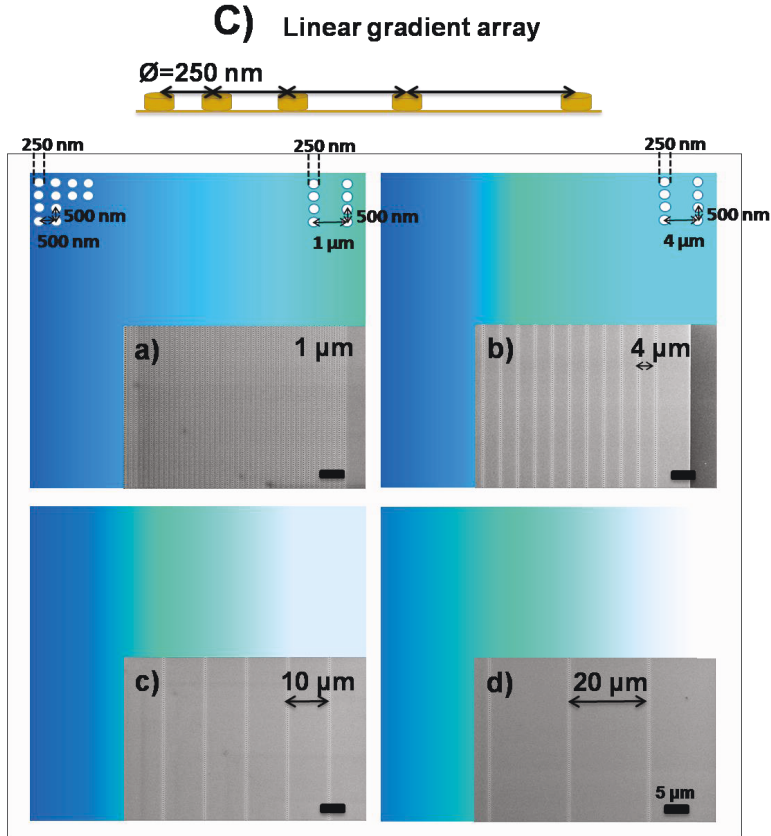 C) Linear gradient array
Ø=250 nm
250 nm 250 nm 250 nm
500 nm 500 nm 500 nm
500 nm 1 µm 4 µm
a) 1 µm b) 4 µm
c) 10 µm d) 20 µm
5 µm